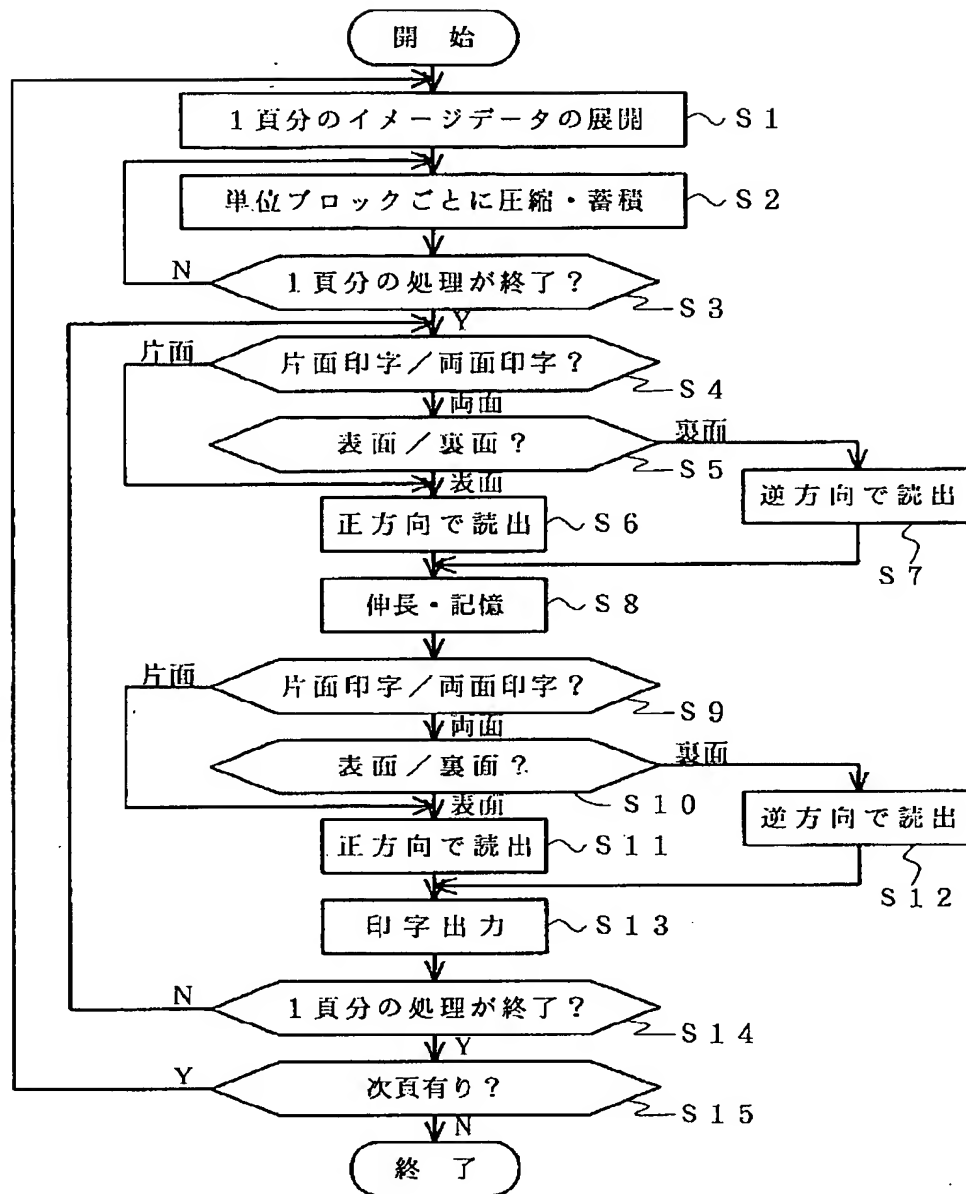 開始
1頁分のイメージデータの展開 S1
単位ブロックごとに圧縮・蓄積 S2
N 1頁分の処理が終了? S3
Y
片面 片面印字/両面印字? S4
両面
表面/裏面? 裏面 S5
表面
正方向で読出 S6
逆方向で読出 S7
伸長・記憶 S8
片面 片面印字/両面印字? S9
両面
表面/裏面? 裏面 S10
表面
正方向で読出 S11
逆方向で読出 S12
印字出力 S13
N 1頁分の処理が終了? S14
Y
Y 次頁有り? S15
N
終了